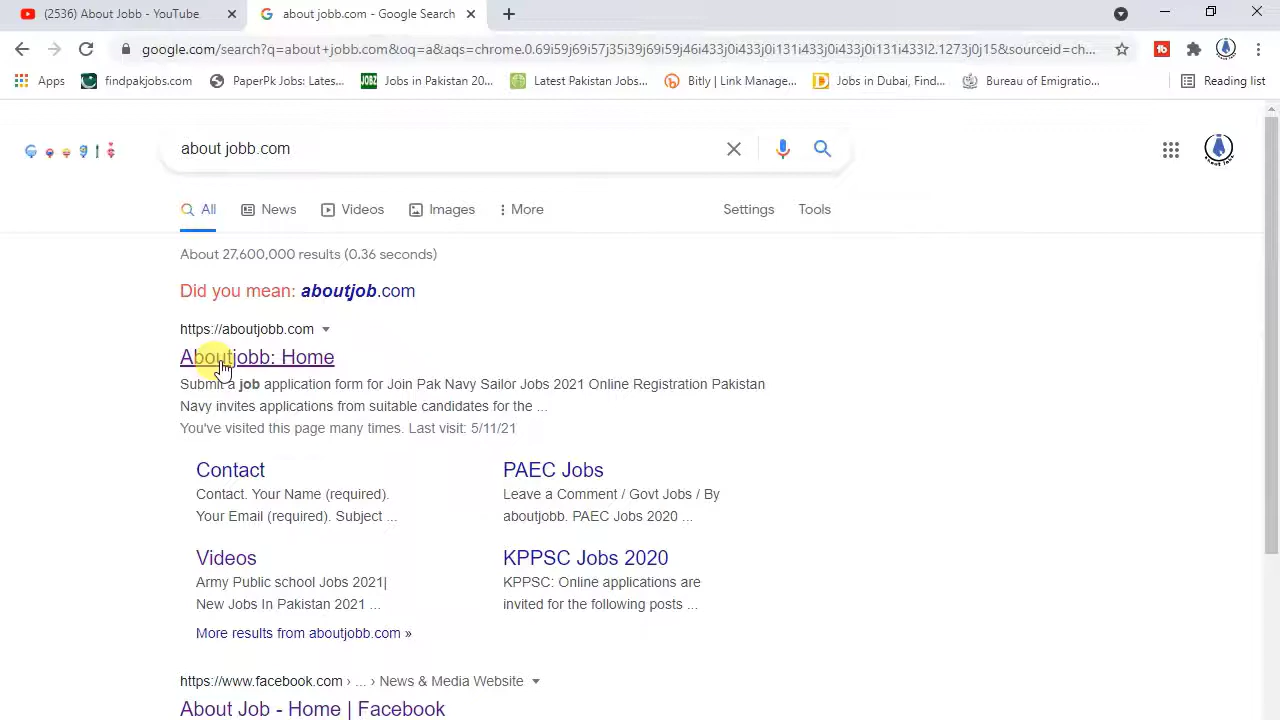 (2536) About Jobb - YouTube
about jobb.com - Google Search
google.com/search?q=about+jobb.com&oq=a&aqs=chrome.0.69i59j69i57j35i39j69i59j46i433j0i131i433j0i433j0i131i433l2.1273j0j15&sourceid=ch...
Apps
findpakjobs.com
PaperPk Jobs: Lates...
JOBZ
Jobs in Pakistan 20...
Latest Pakistan Jobs...
Bitly | Link Manage...
Jobs in Dubai, Find...
Bureau of Emigratio...
Reading list
about jobb.com
All
News
Videos
Images
More
Settings
Tools
About 27,600,000 results (0.36 seconds)
Did you mean: aboutjob.com
https://aboutjobb.com
Aboutjobb: Home
Submit a job application form for Join Pak Navy Sailor Jobs 2021 Online Registration Pakistan
Navy invites applications from suitable candidates for the ...
You've visited this page many times. Last visit: 5/11/21
Contact
Contact. Your Name (required).
Your Email (required). Subject ...
PAEC Jobs
Leave a Comment / Govt Jobs / By
aboutjobb. PAEC Jobs 2020 ...
Videos
Army Public school Jobs 2021|
New Jobs In Pakistan 2021 ...
KPPSC Jobs 2020
KPPSC: Online applications are
invited for the following posts ...
More results from aboutjobb.com »
https://www.facebook.com › ... › News & Media Website
About Job - Home | Facebook